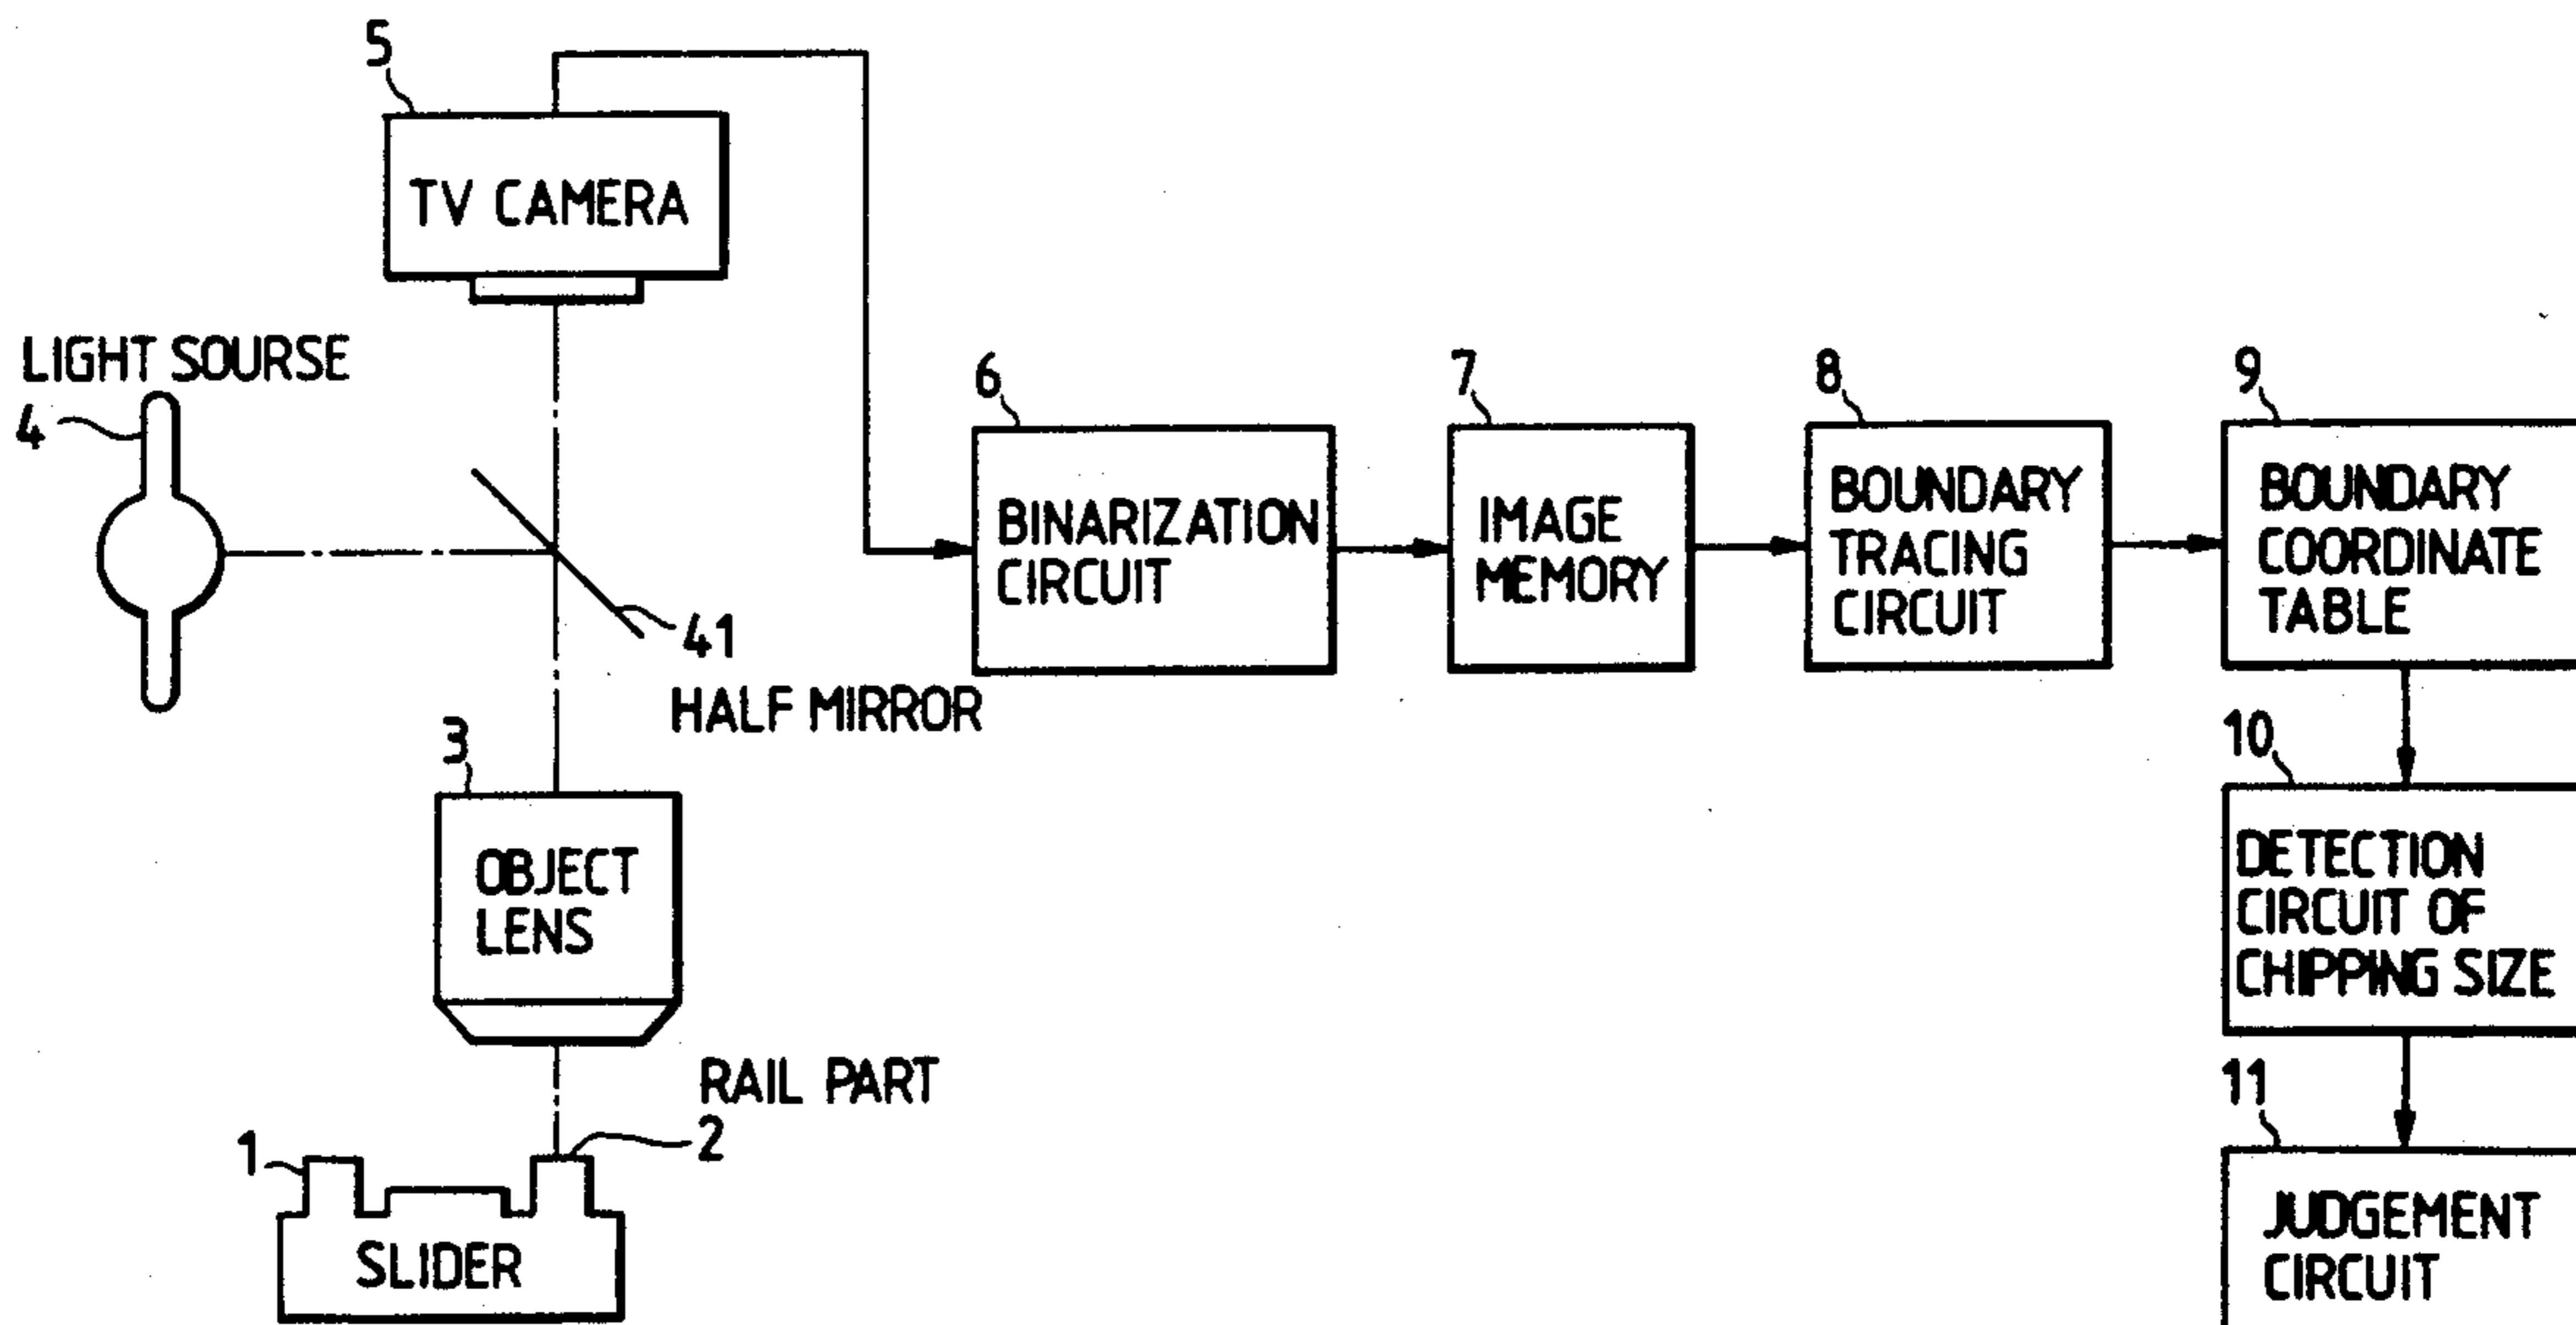 5
TV CAMERA
LIGHT SOURSE
4
41
HALF MIRROR
3
OBJECT
LENS
RAIL PART
2
1
SLIDER
6
BINARIZATION
CIRCUIT
7
IMAGE
MEMORY
8
BOUNDARY
TRACING
CIRCUIT
9
BOUNDARY
COORDINATE
TABLE
10
DETECTION
CIRCUIT OF
CHIPPING SIZE
11
JUDGEMENT
CIRCUIT